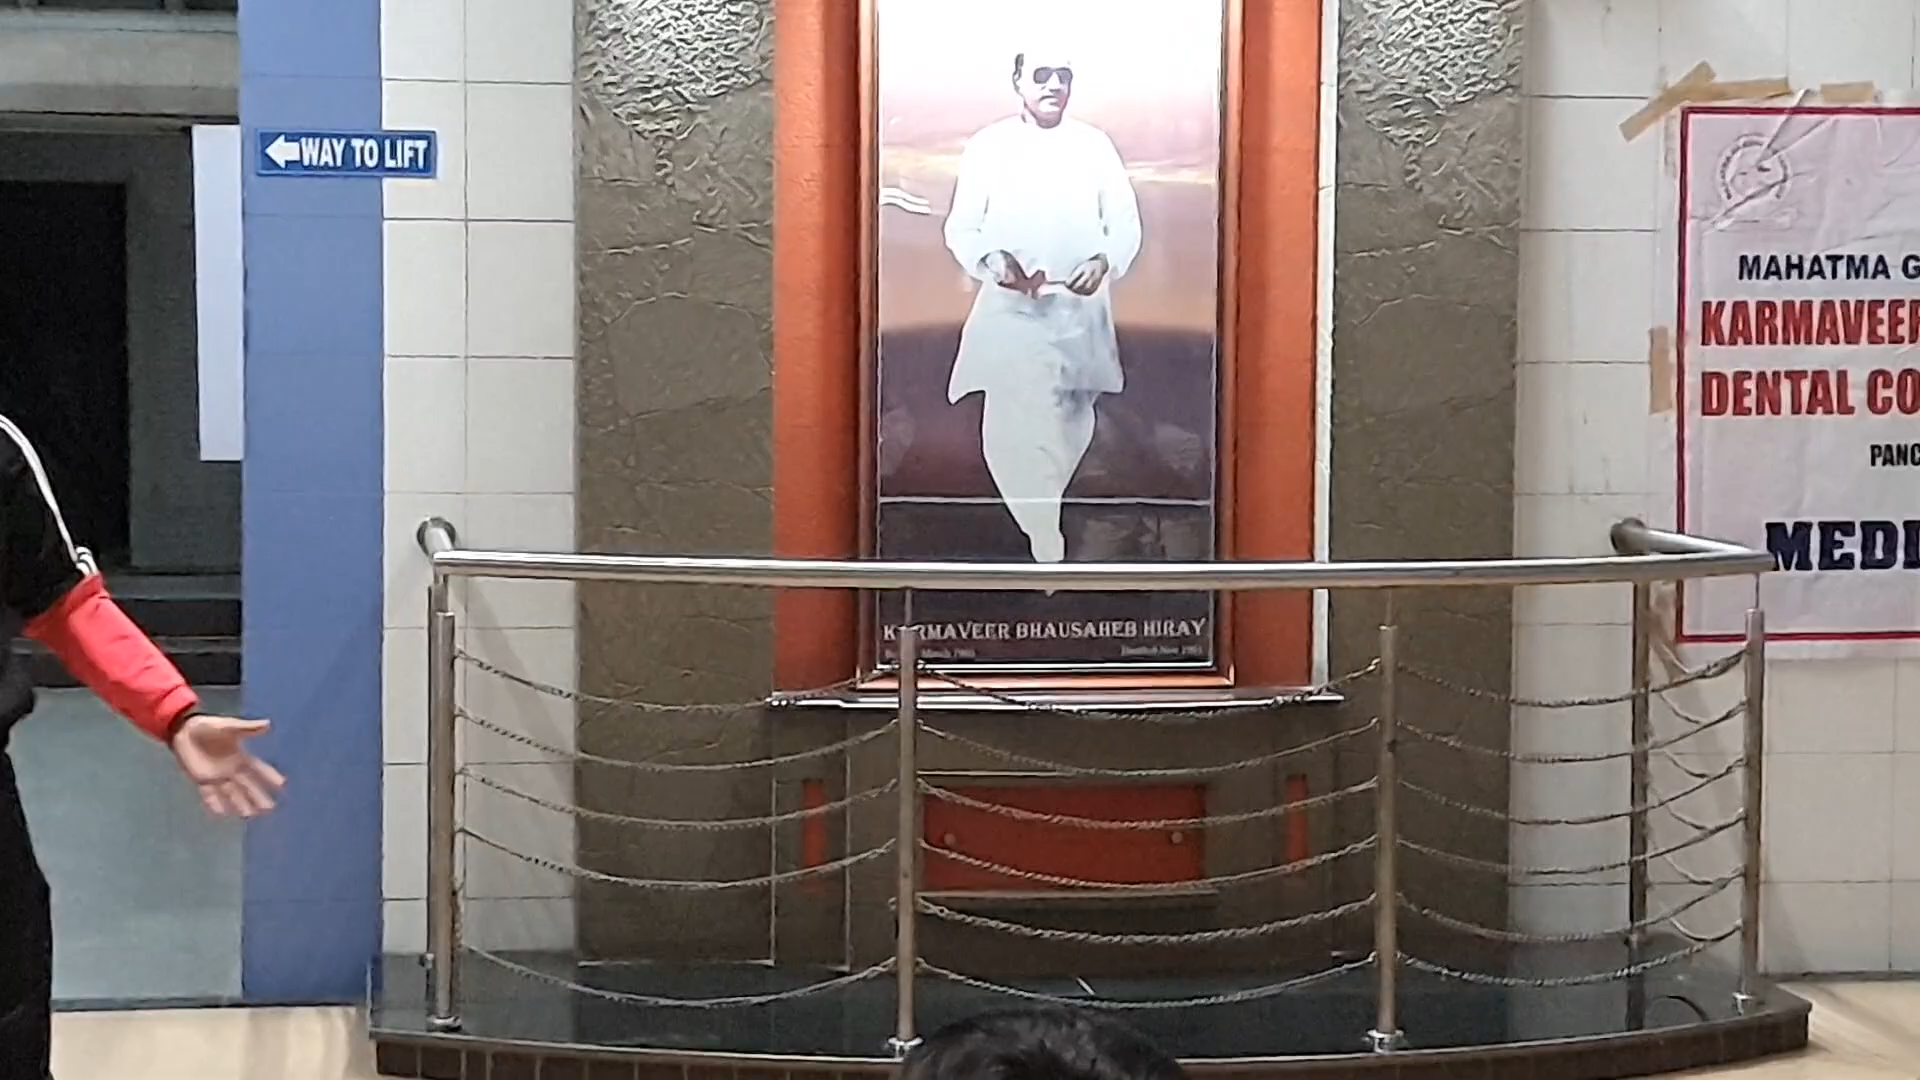 WAY TO LIFT
KARMAVEER BHAUSAHEB HIRAY
MAHATMA G
KARMAVEER
DENTAL CO
PANC
MEDI